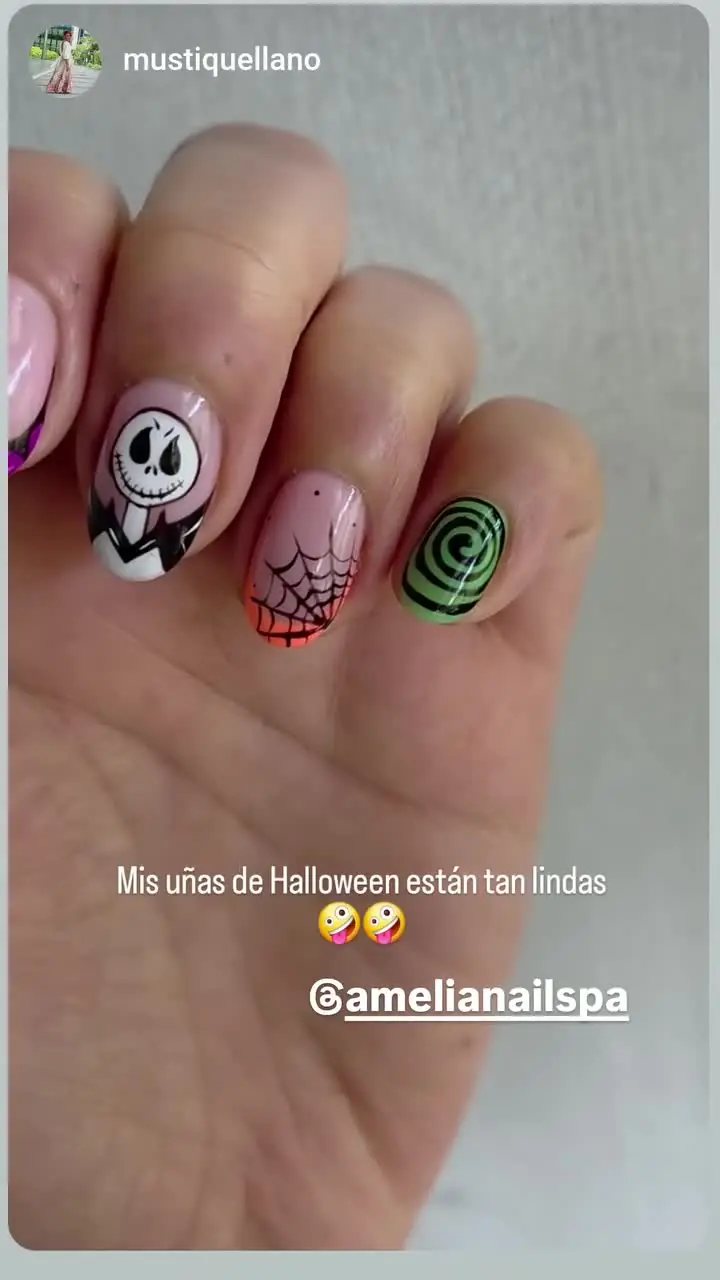 mustiquellano
Mis uñas de Halloween están tan lindas
🤪🤪
@amelianailspa